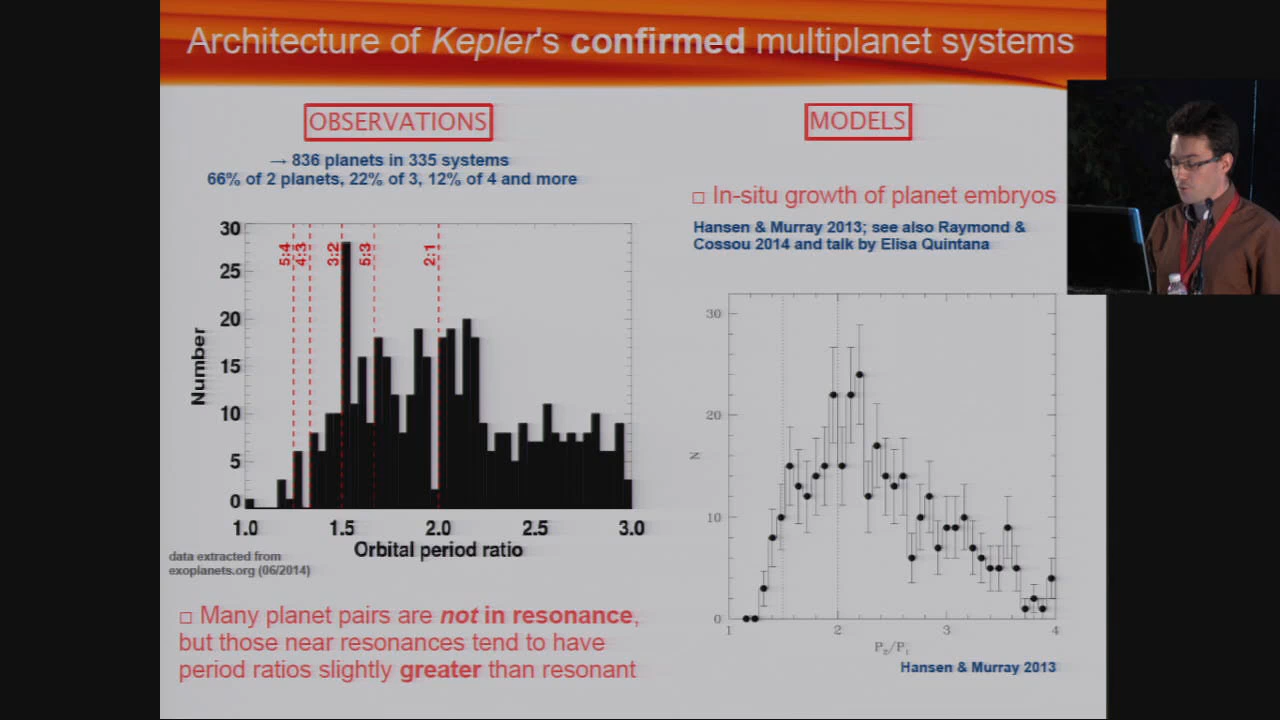 Architecture of Kepler's confirmed multiplanet systems
OBSERVATIONS
→ 836 planets in 335 systems
66% of 2 planets, 22% of 3, 12% of 4 and more
30
25
20
15
10
5
0
Number
5:4
4:3
3:2
5:3
2:1
1.0
1.5
2.0
2.5
3.0
Orbital period ratio
data extracted from
exoplanets.org (06/2014)
□ Many planet pairs are not in resonance,
but those near resonances tend to have
period ratios slightly greater than resonant
MODELS
□ In-situ growth of planet embryos
Hansen & Murray 2013; see also Raymond &
Cossou 2014 and talk by Elisa Quintana
30
20
10
0
N
1
2
3
4
P2/P1
Hansen & Murray 2013